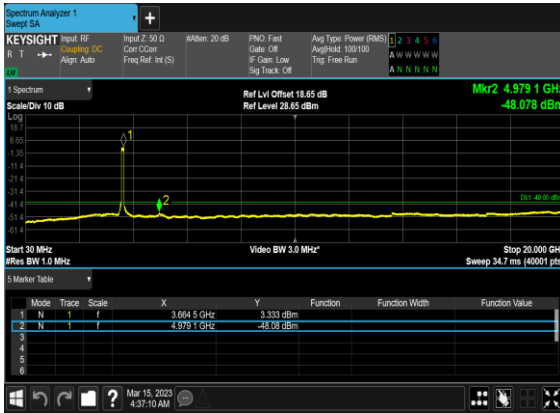 Spectrum Analyzer 1
Swept SA
+
KEYSIGHT Input: RF Input Z: 50 Ω #Atten: 20 dB PNO: Fast Avg Type: Power (RMS) 1 2 3 4 5 6
R T Coupling: DC Corr CCorr Gate: Off Avg|Hold: 100/100 A W W W W W
Align: Auto Freq Ref: Int (S) IF Gain: Low Trig: Free Run
Sig Track: Off A N N N N N
1 Spectrum
Ref Lvl Offset 18.65 dB Mkr2 4.979 1 GHz
Scale/Div 10 dB Ref Level 28.65 dBm -48.078 dBm
Log
18.7
8.65
-1.35
-11.4
-21.4
-31.4
-41.4
-51.4
-61.4
1
2
DL1 -40.00 dBm
Start 30 MHz Video BW 3.0 MHz* Stop 20.000 GHz
#Res BW 1.0 MHz Sweep 34.7 ms (40001 pts)
5 Marker Table
Mode Trace Scale X Y Function Function Width Function Value
1 N 1 f 3.664 5 GHz 3.333 dBm
2 N 1 f 4.979 1 GHz -48.08 dBm
3
4
5
6
? Mar 15, 2023
4:37:10 AM